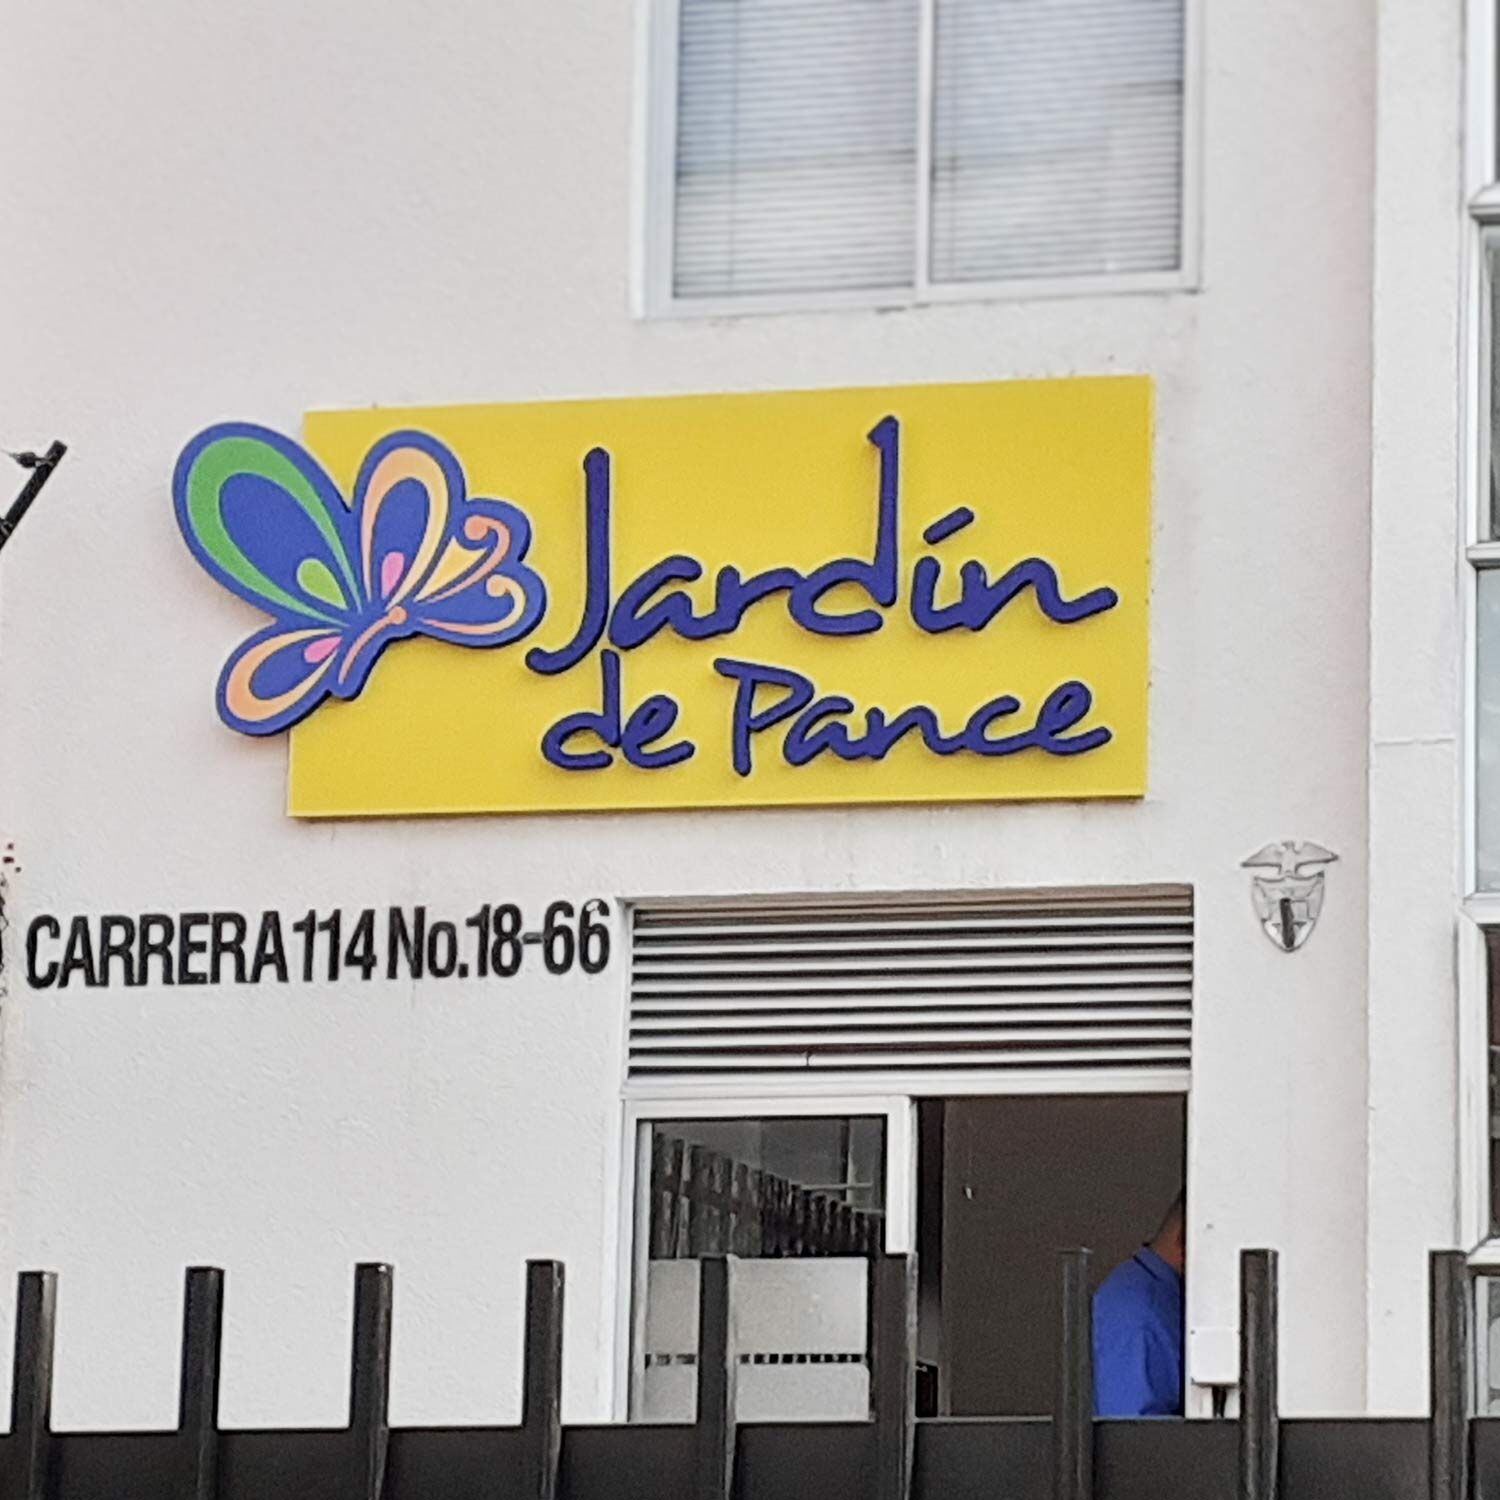 Jardín
de Pance
CARRERA 114 No. 18-66